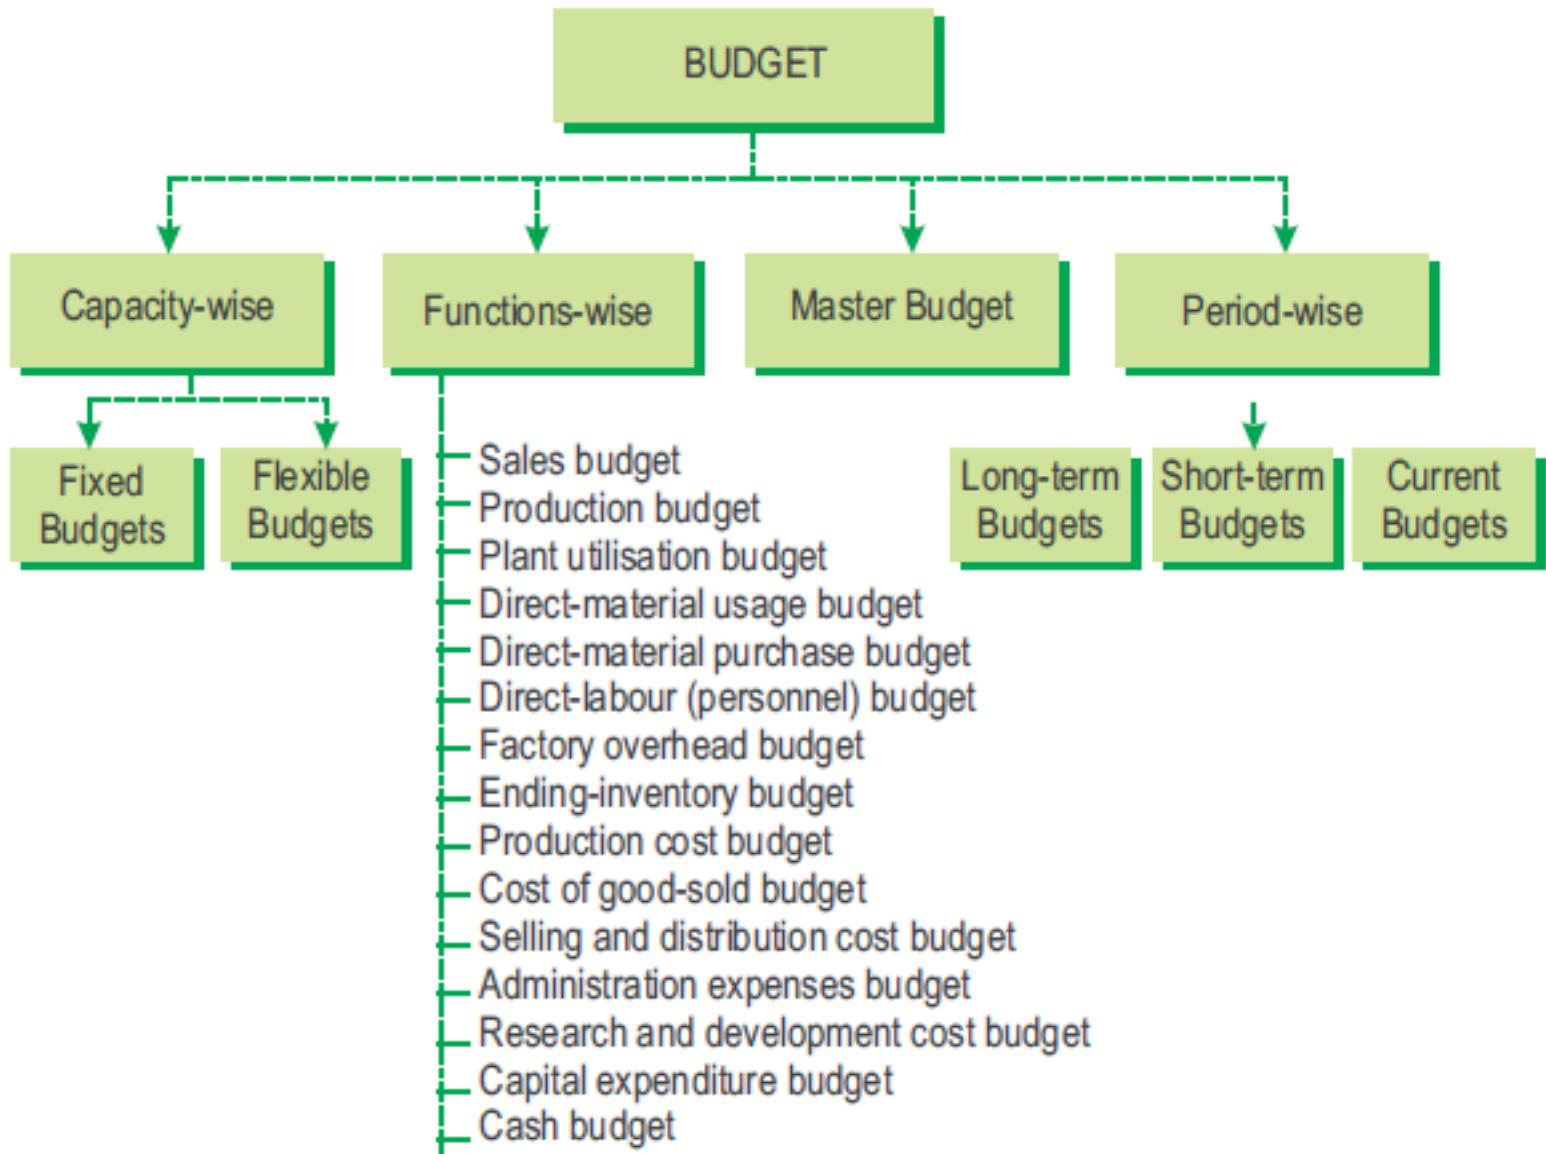 BUDGET
Capacity-wise
Functions-wise
Master Budget
Period-wise
Fixed
Budgets
Flexible
Budgets
Sales budget
Production budget
Plant utilisation budget
Direct-material usage budget
Direct-material purchase budget
Direct-labour (personnel) budget
Factory overhead budget
Ending-inventory budget
Production cost budget
Cost of good-sold budget
Selling and distribution cost budget
Administration expenses budget
Research and development cost budget
Capital expenditure budget
Cash budget
Long-term
Budgets
Short-term
Budgets
Current
Budgets